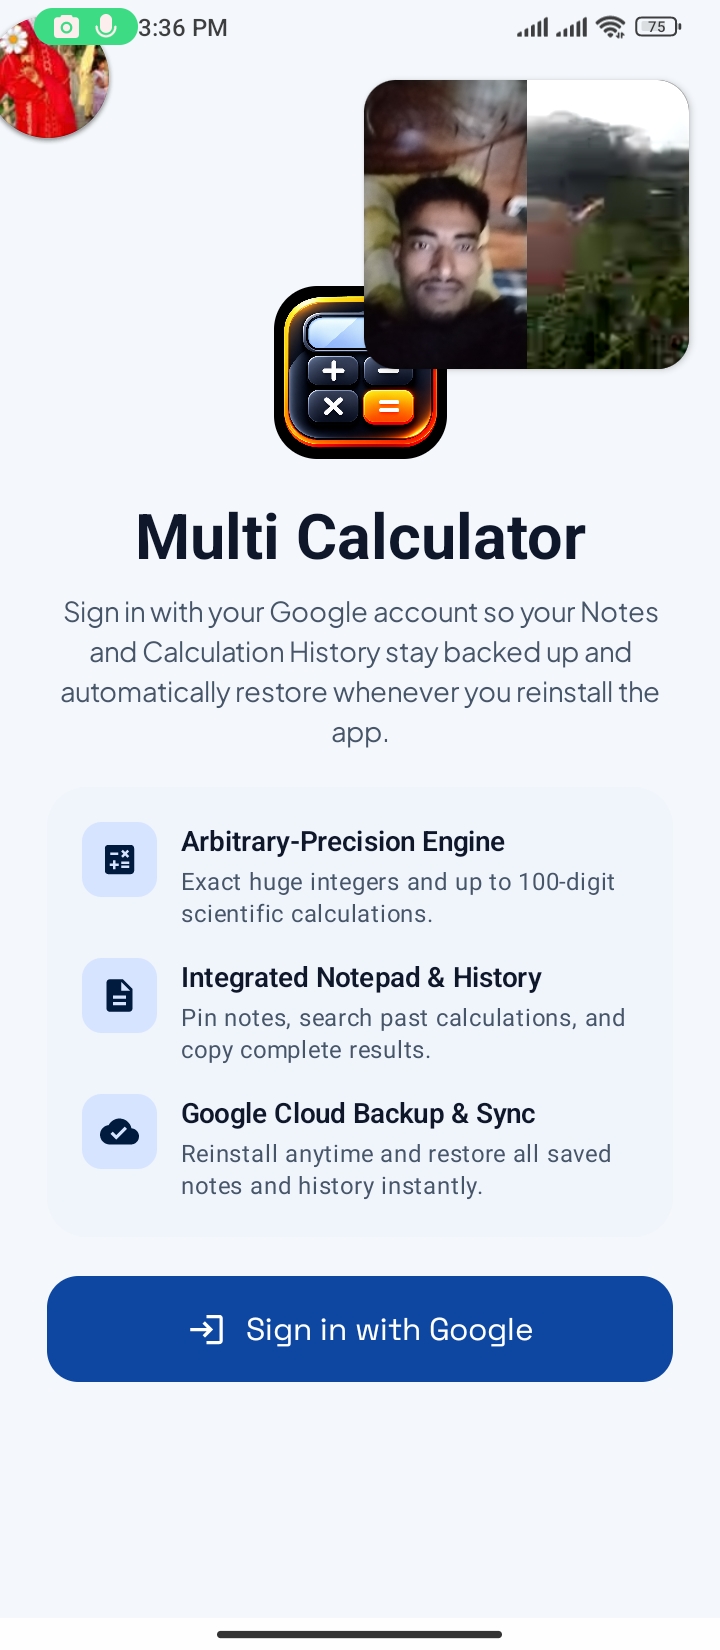 3:36 PM
75
Multi Calculator
Sign in with your Google account so your Notes
and Calculation History stay backed up and
automatically restore whenever you reinstall the
app.
Arbitrary-Precision Engine
Exact huge integers and up to 100-digit
scientific calculations.
Integrated Notepad & History
Pin notes, search past calculations, and
copy complete results.
Google Cloud Backup & Sync
Reinstall anytime and restore all saved
notes and history instantly.
Sign in with Google